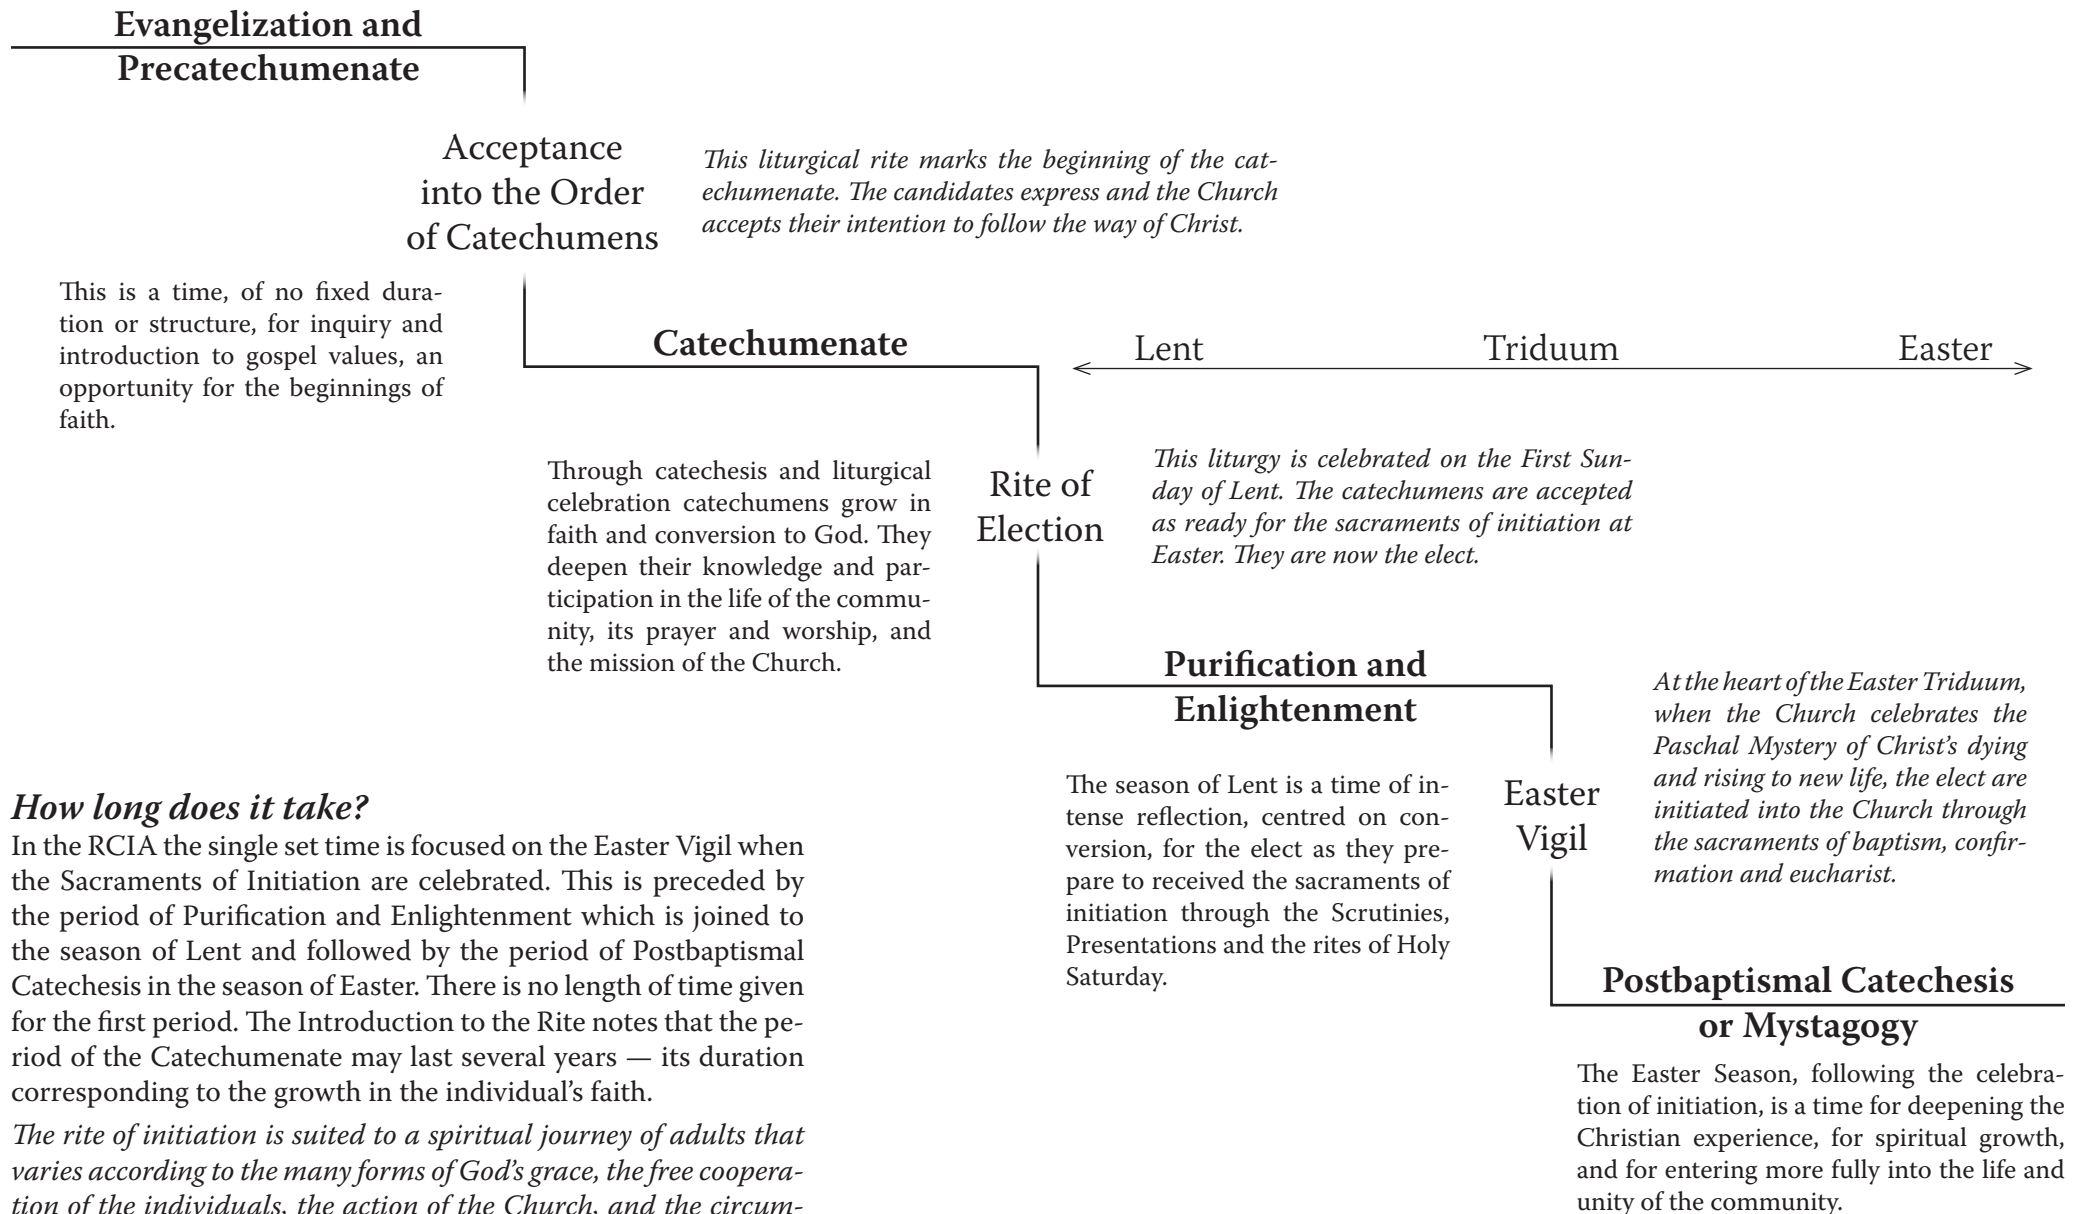 Evangelization and
Precatechumenate
Acceptance
into the Order
of Catechumens
This liturgical rite marks the beginning of the cat-
echumenate. The candidates express and the Church
accepts their intention to follow the way of Christ.
This is a time, of no fixed dura-
tion or structure, for inquiry and
introduction to gospel values, an
opportunity for the beginnings of
faith.
Catechumenate
Lent Triduum Easter
Through catechesis and liturgical
celebration catechumens grow in
faith and conversion to God. They
deepen their knowledge and par-
ticipation in the life of the commu-
nity, its prayer and worship, and
the mission of the Church.
Rite of
Election
This liturgy is celebrated on the First Sun-
day of Lent. The catechumens are accepted
as ready for the sacraments of initiation at
Easter. They are now the elect.
Purification and
Enlightenment
The season of Lent is a time of in-
tense reflection, centred on con-
version, for the elect as they pre-
pare to received the sacraments of
initiation through the Scrutinies,
Presentations and the rites of Holy
Saturday.
Easter
Vigil
At the heart of the Easter Triduum,
when the Church celebrates the
Paschal Mystery of Christ’s dying
and rising to new life, the elect are
initiated into the Church through
the sacraments of baptism, confir-
mation and eucharist.
Postbaptismal Catechesis
or Mystagogy
The Easter Season, following the celebra-
tion of initiation, is a time for deepening the
Christian experience, for spiritual growth,
and for entering more fully into the life and
unity of the community.
How long does it take?
In the RCIA the single set time is focused on the Easter Vigil when
the Sacraments of Initiation are celebrated. This is preceded by
the period of Purification and Enlightenment which is joined to
the season of Lent and followed by the period of Postbaptismal
Catechesis in the season of Easter. There is no length of time given
for the first period. The Introduction to the Rite notes that the pe-
riod of the Catechumenate may last several years — its duration
corresponding to the growth in the individual’s faith.
The rite of initiation is suited to a spiritual journey of adults that
varies according to the many forms of God’s grace, the free coopera-
tion of the individuals, the action of the Church, and the circum-